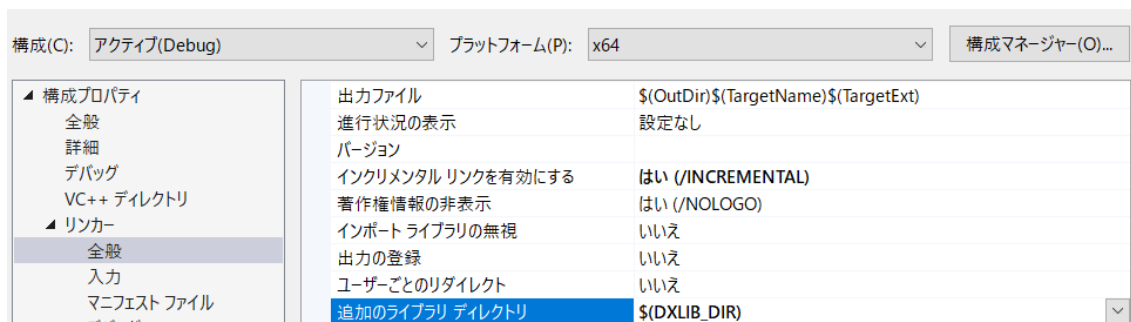 構成(C): アクティブ(Debug) プラットフォーム(P): x64 構成マネージャー(O)...
構成プロパティ
全般
詳細
デバッグ
VC++ ディレクトリ
リンカー
全般
入力
マニフェスト ファイル
出力ファイル $(OutDir)$(TargetName)$(TargetExt)
進行状況の表示 設定なし
バージョン
インクリメンタル リンクを有効にする はい (/INCREMENTAL)
著作権情報の非表示 はい (/NOLOGO)
インポート ライブラリの無視 いいえ
出力の登録 いいえ
ユーザーごとのリダイレクト いいえ
追加のライブラリ ディレクトリ $(DXLIB_DIR)